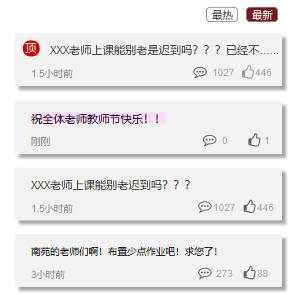 最热 最新
顶 XXX老师上课能别老是迟到吗？？？已经不......
1.5小时前 1027 446
祝全体老师教师节快乐！！
刚刚 0 1
XXX老师上课能别老迟到吗？？？
1.5小时前 1027 446
南苑的老师们啊！布置少点作业吧！求您了！
3小时前 273 88